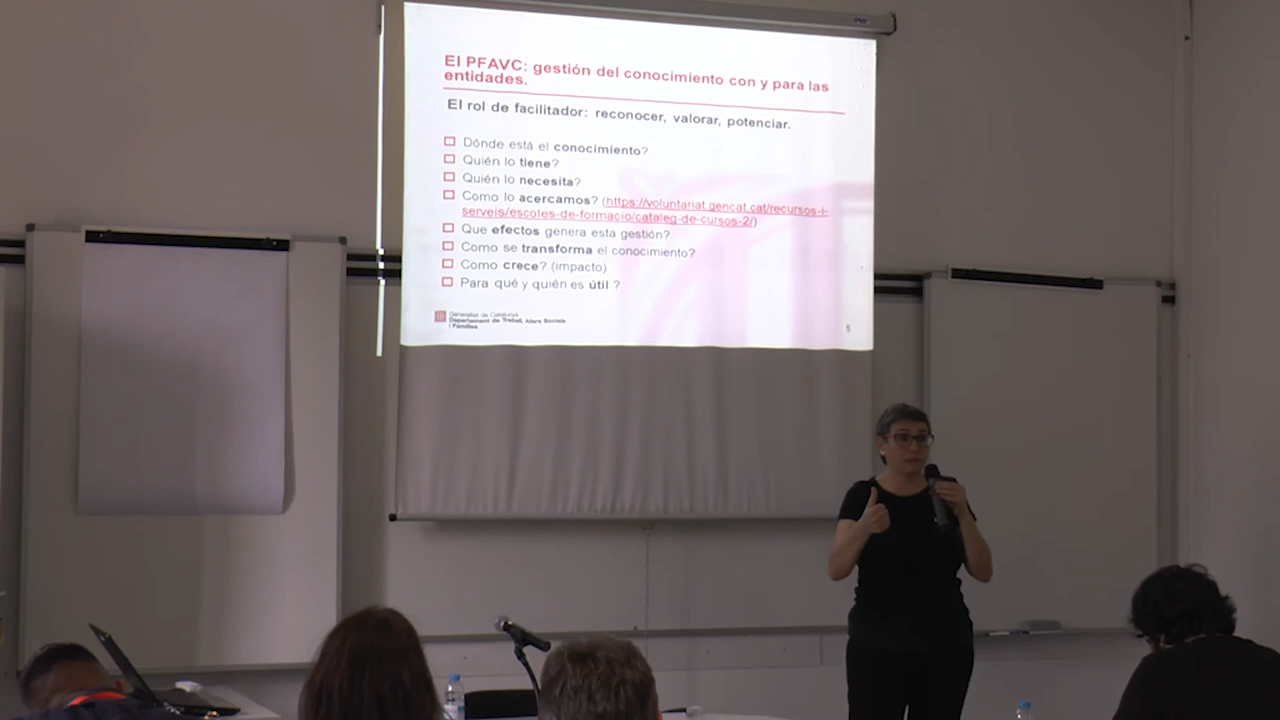 El PFAVC: gestión del conocimiento con y para las
entidades.
El rol de facilitador: reconocer, valorar, potenciar.
Dónde está el conocimiento?
Quién lo tiene?
Quién lo necesita?
Como lo acercamos? (https://voluntariat.gencat.cat/recursos-i-
serveis/escoles-de-formacio/cataleg-de-cursos-2/)
Que efectos genera esta gestión?
Como se transforma el conocimiento?
Como crece? (impacto)
Para qué y quién es útil ?
Generalitat de Catalunya
Departament de Treball, Afers Socials
i Famílies
5